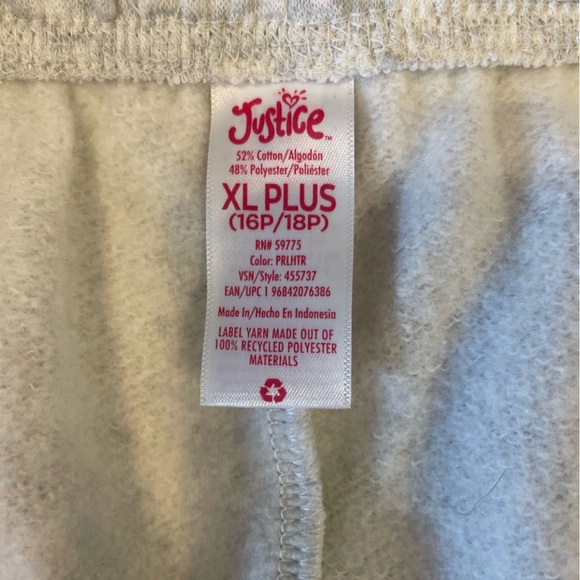 Justice™
52% Cotton/Algodón
48% Polyester/Poliéster
XL PLUS
(16P/18P)
RN# 59775
Color: PRLHTR
VSN/Style: 455737
EAN/UPC 1 96842076386
Made In/Hecho En Indonesia
LABEL YARN MADE OUT OF
100% RECYCLED POLYESTER
MATERIALS